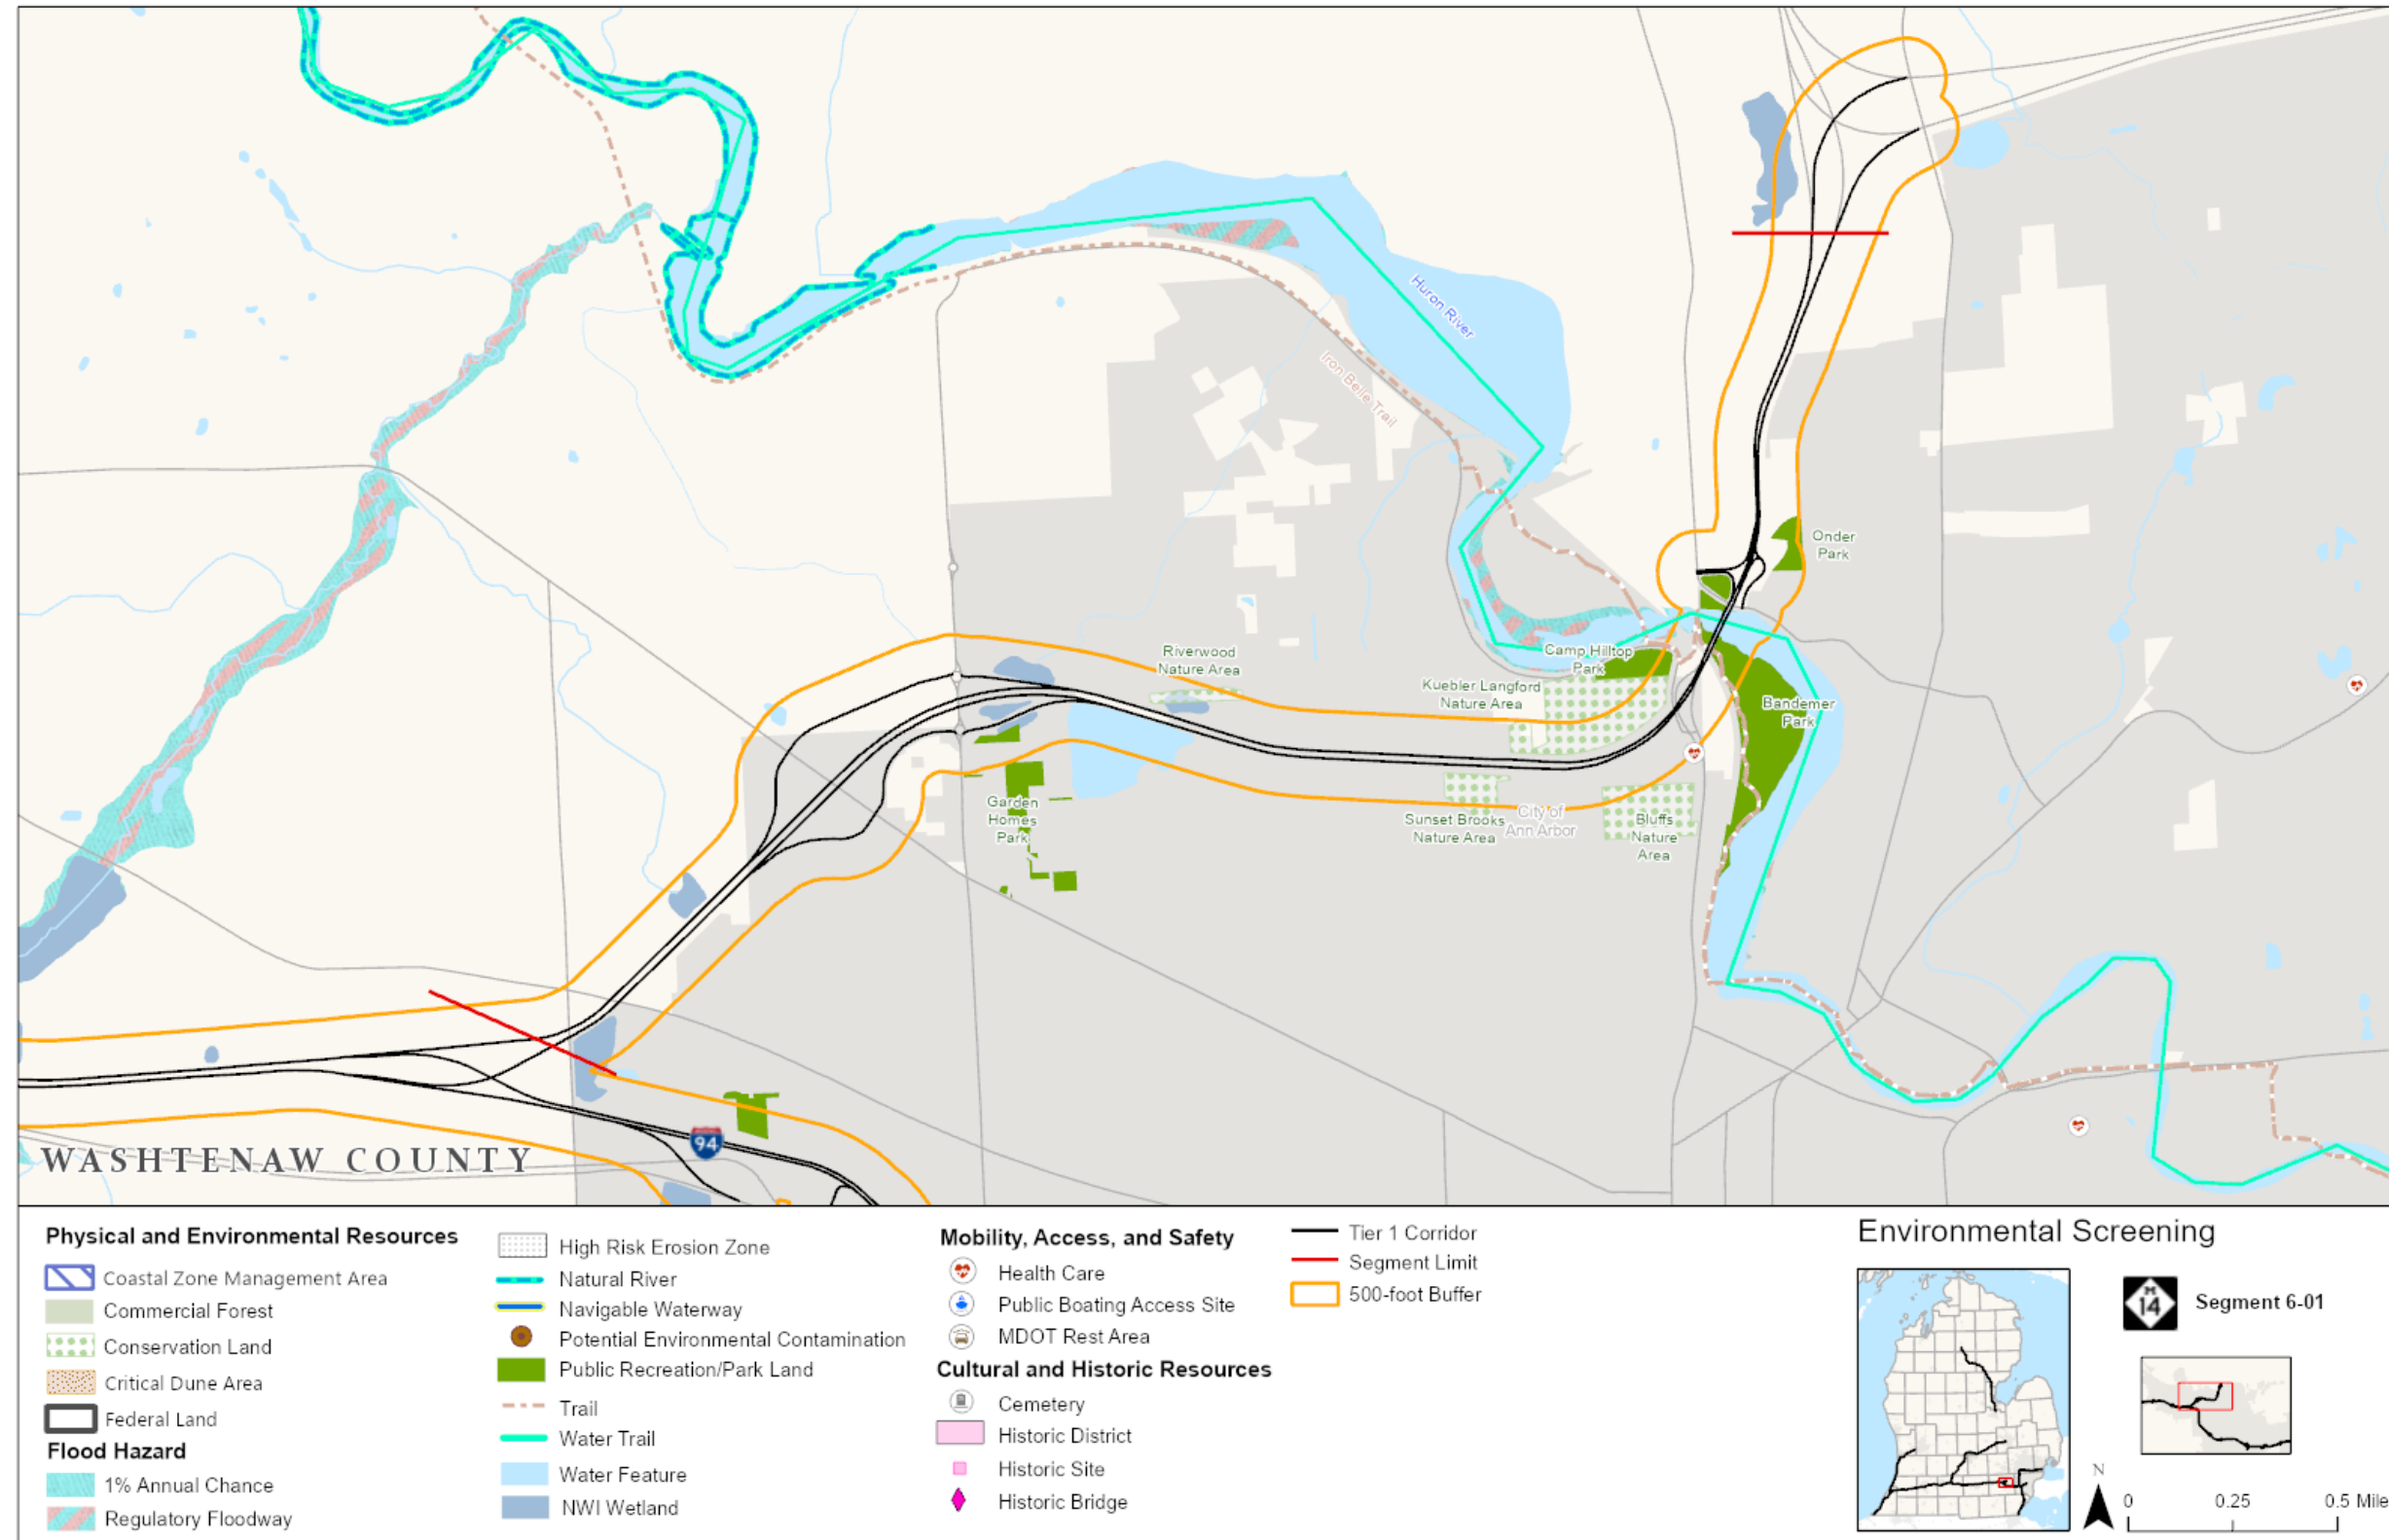 Huron River
Iron Belle Trail
Onder
Park
Riverwood
Nature Area
Camp Hilltop
Park
Kuebler Langford
Nature Area
Bandemer
Park
Garden
Homes
Park
Sunset Brooks
Nature Area
City of
Ann Arbor
Bluffs
Nature
Area
94
WASHTENAW COUNTY
Physical and Environmental Resources
Coastal Zone Management Area
Commercial Forest
Conservation Land
Critical Dune Area
Federal Land
Flood Hazard
1% Annual Chance
Regulatory Floodway
High Risk Erosion Zone
Natural River
Navigable Waterway
Potential Environmental Contamination
Public Recreation/Park Land
Trail
Water Trail
Water Feature
NWI Wetland
Mobility, Access, and Safety
Health Care
Public Boating Access Site
MDOT Rest Area
Cultural and Historic Resources
Cemetery
Historic District
Historic Site
Historic Bridge
Tier 1 Corridor
Segment Limit
500-foot Buffer
Environmental Screening
M
14
Segment 6-01
N
0 0.25 0.5 Mile